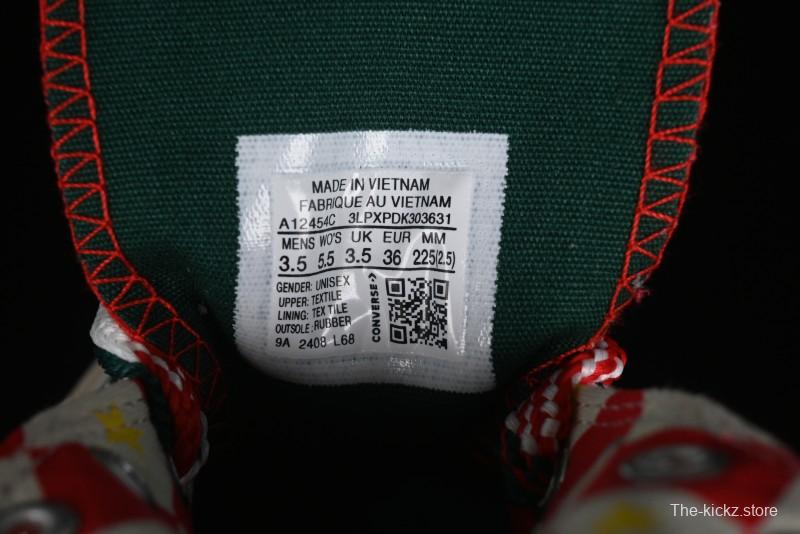 MADE IN VIETNAM
FABRIQUE AU VIETNAM
A12454C 3LPXPDK303631
MENS WO'S UK EUR MM
3.5 5.5 3.5 36 225(2.5)
GENDER: UNISEX
UPPER: TEXTILE
LINING: TEXTILE
OUTSOLE: RUBBER
9A 2408 L68
CONVERSE
The-kickz.store